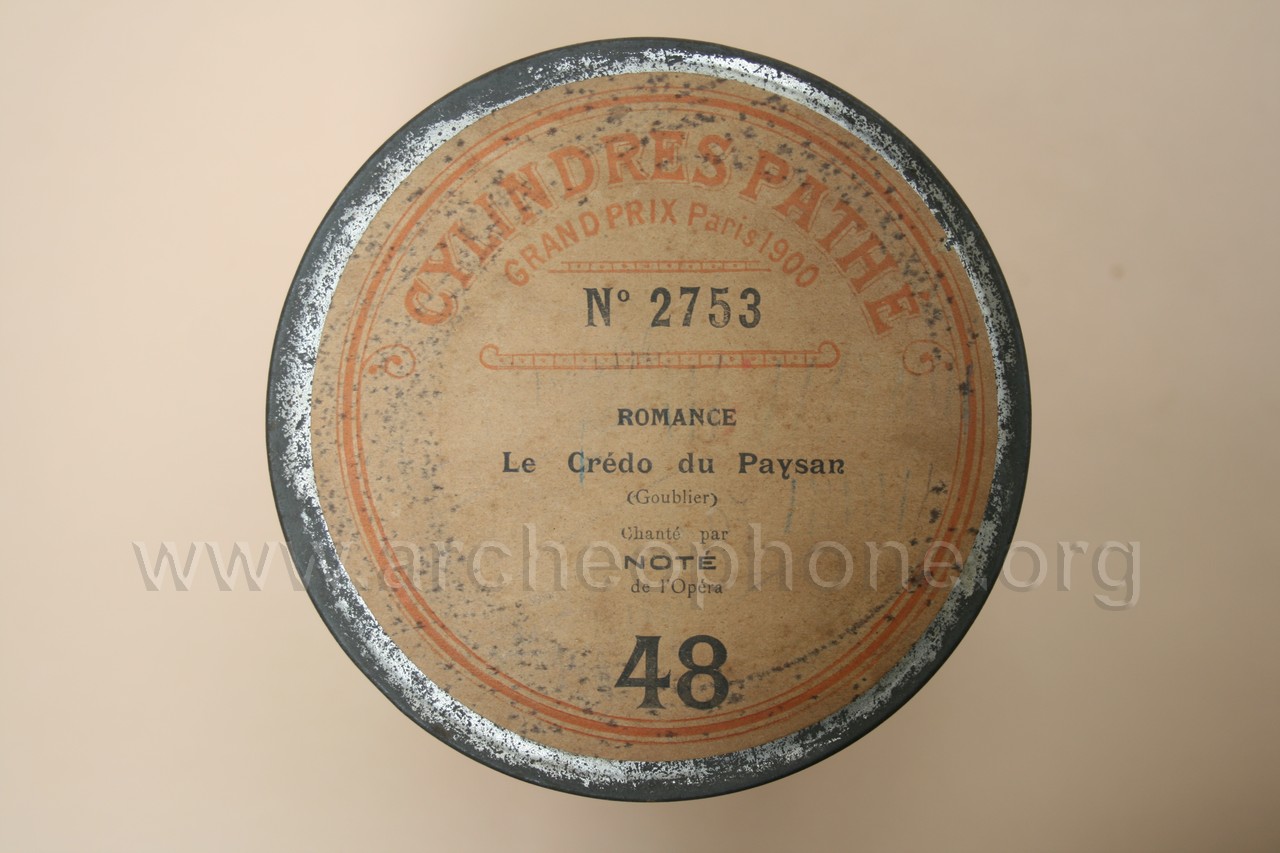 CYLINDRES PATHÉ
GRAND PRIX Paris 1900
Nº 2753
ROMANCE
Le Crédo du Paysan
(Goublier)
Chanté par
NOTÉ
de l'Opéra
www.archeophone.org
48